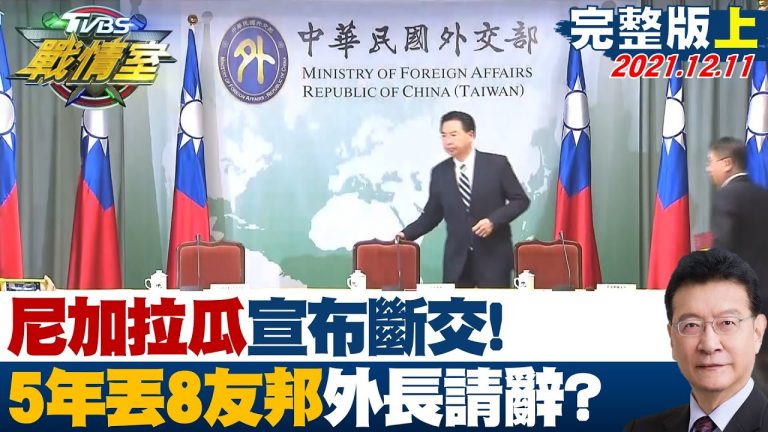 TVBS
戰情室
中華民國外交部
MINISTRY OF FOREIGN AFFAIRS
REPUBLIC OF CHINA (TAIWAN)
外
完整版上
2021.12.11
尼加拉瓜宣布斷交!
5年丟8友邦外長請辭?